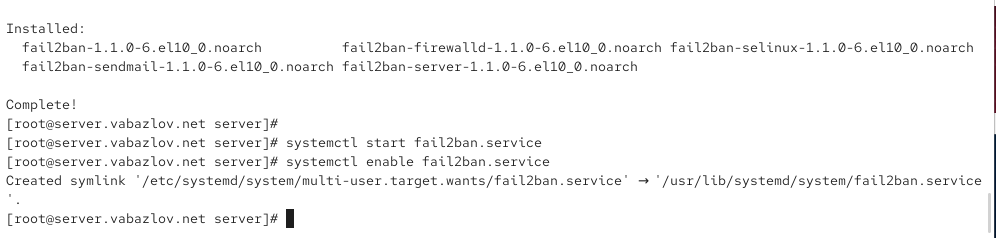 Installed:
  fail2ban-1.1.0-6.el10_0.noarch          fail2ban-firewalld-1.1.0-6.el10_0.noarch fail2ban-selinux-1.1.0-6.el10_0.noarch
  fail2ban-sendmail-1.1.0-6.el10_0.noarch fail2ban-server-1.1.0-6.el10_0.noarch
Complete!
[root@server.vabazlov.net server]#
[root@server.vabazlov.net server]# systemctl start fail2ban.service
[root@server.vabazlov.net server]# systemctl enable fail2ban.service
Created symlink '/etc/systemd/system/multi-user.target.wants/fail2ban.service' → '/usr/lib/systemd/system/fail2ban.service
'.
[root@server.vabazlov.net server]#